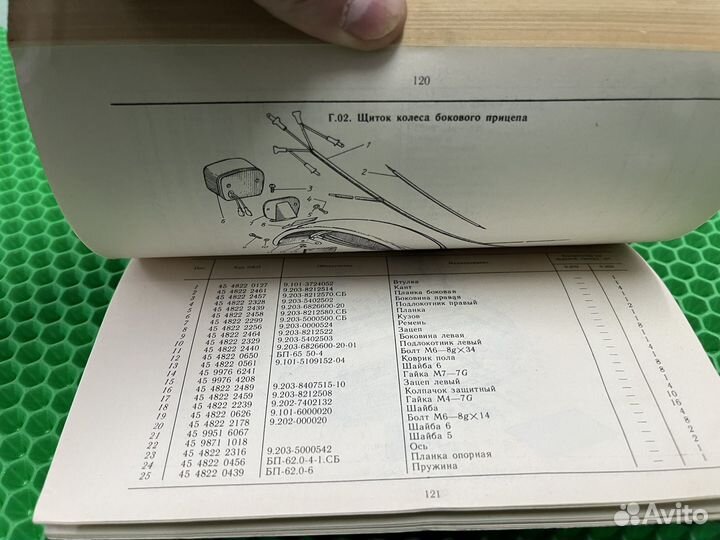 120
Г.02. Щиток колеса бокового прицепа
1
2
3
4
5
6
1 45 4822 0127 9.101-3724052 Втулка
2 45 4822 2461 9.203-8212514 Кант
3 45 4822 2457 9.203-8212570.СБ Планка боковая
4 45 4822 2328 9.203-5402502 Боковина правая
5 45 4822 2439 9.203-6826600-20 Подлокотник правый
6 45 4822 2458 9.203-8212580.СБ Планка
7 45 4822 2299 9.203-5000500.СБ Кузов
8 45 4822 2256 9.203-0000524 Ремень
9 45 4822 2464 9.203-8212522 Зацеп
10 45 4822 2329 9.203-5402503 Боковина левая
11 45 4822 2440 9.203-6826600-20-01 Подлокотник левый
12 45 4822 0650 БП-65 50-4 Болт М6—8g×34
13 45 4822 0561 9.101-5109152-04 Коврик пола
14 45 9976 6241 Шайба 6
15 45 9976 4208 Гайка М7—7G
16 45 4822 2489 9.203-8407515-10 Зацеп левый
17 45 4822 2459 9.203-8212508 Колпачок защитный
18 45 4822 2239 9.202-7402132 Гайка М4—7G
19 45 4822 0626 9.101-6000020 Шайба
20 45 4822 2178 9.202-000020 Болт М6—8g×14
21 45 9951 6067 Шайба 6
22 45 9871 1018 Шайба 5
23 45 4822 2316 9.203-5000542 Ось
24 45 4822 0456 БП-62.0-4-1.СБ Планка опорная
25 45 4822 0439 БП-62.0-6 Пружина
121
Avito